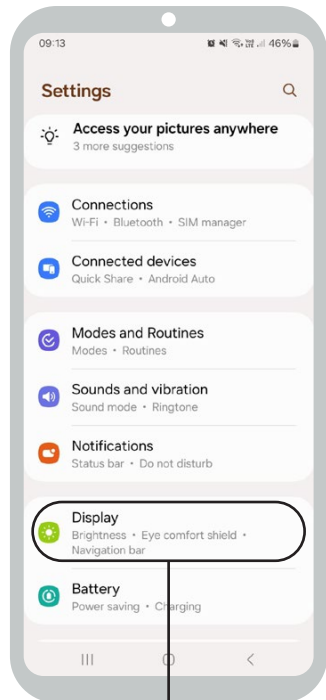 09:13 46%
Settings
Access your pictures anywhere
3 more suggestions
Connections
Wi-Fi • Bluetooth • SIM manager
Connected devices
Quick Share • Android Auto
Modes and Routines
Modes • Routines
Sounds and vibration
Sound mode • Ringtone
Notifications
Status bar • Do not disturb
Display
Brightness • Eye comfort shield •
Navigation bar
Battery
Power saving • Charging